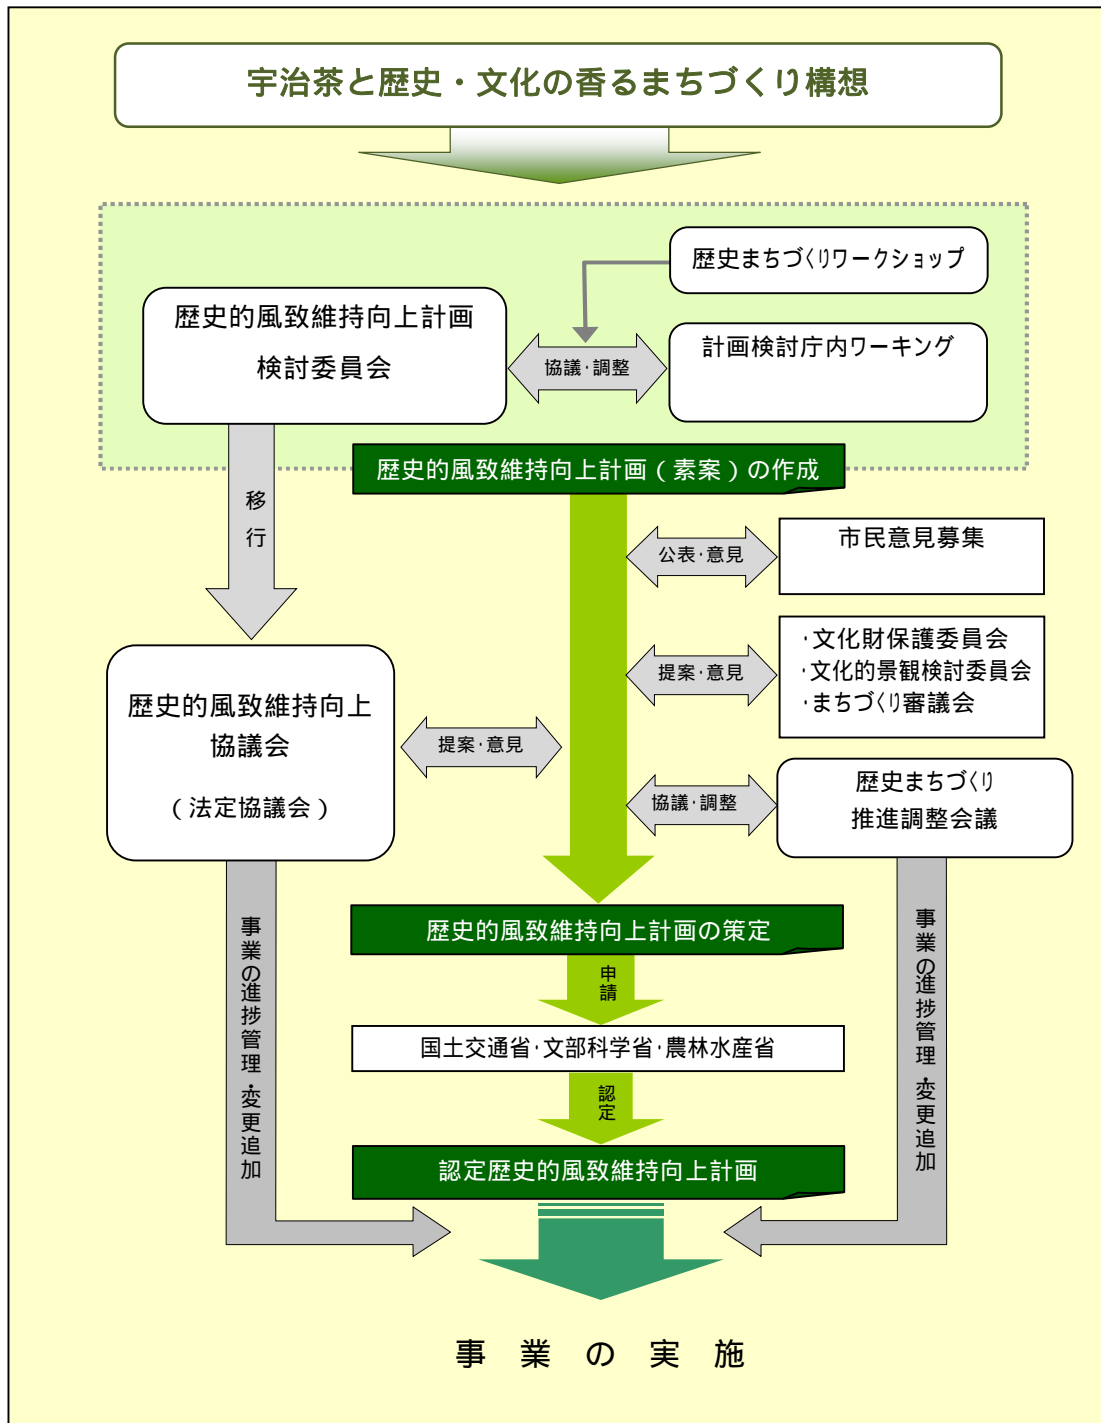 宇治茶と歴史・文化の香るまちづくり構想
歴史まちづくりワークショップ
歴史的風致維持向上計画
検討委員会
協議・調整
計画検討庁内ワーキング
歴史的風致維持向上計画（素案）の作成
移行
公表・意見
市民意見募集
提案・意見
・文化財保護委員会
・文化的景観検討委員会
・まちづくり審議会
歴史的風致維持向上
協議会
（法定協議会）
提案・意見
協議・調整
歴史まちづくり
推進調整会議
歴史的風致維持向上計画の策定
申請
国土交通省・文部科学省・農林水産省
認定
認定歴史的風致維持向上計画
事業の進捗管理・変更追加
事業の進捗管理・変更追加
事業の実施